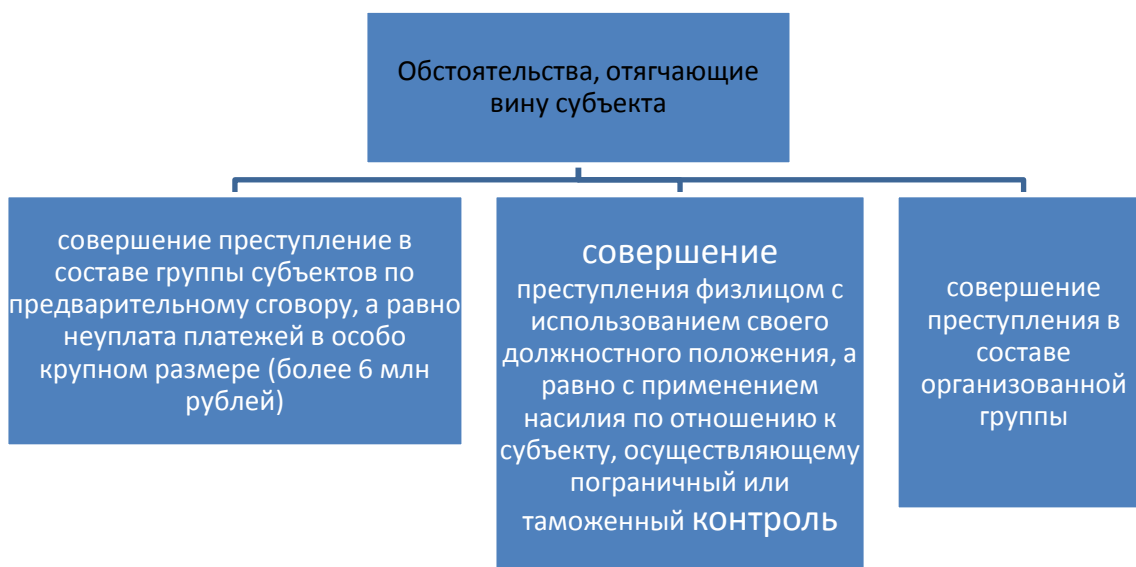 Обстоятельства, отягчающие
вину субъекта
совершение преступление в
составе группы субъектов по
предварительному сговору, а равно
неуплата платежей в особо
крупном размере (более 6 млн
рублей)
совершение
преступления физлицом с
использованием своего
должностного положения, а
равно с применением
насилия по отношению к
субъекту, осуществляющему
пограничный или
таможенный контроль
совершение
преступления в
составе
организованной
группы